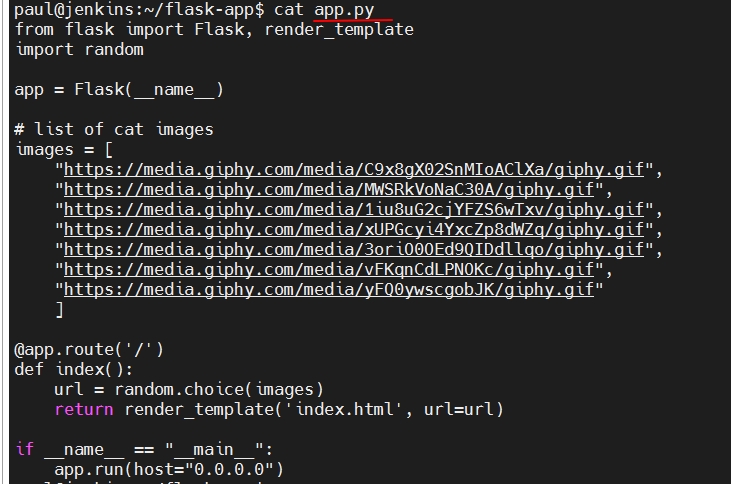 paul@jenkins:~/flask-app$ cat app.py
from flask import Flask, render_template
import random

app = Flask(__name__)

# list of cat images
images = [
    "https://media.giphy.com/media/C9x8gX02SnMIoAClXa/giphy.gif",
    "https://media.giphy.com/media/MWSRkVoNaC30A/giphy.gif",
    "https://media.giphy.com/media/1iu8uG2cjYFZS6wTxv/giphy.gif",
    "https://media.giphy.com/media/xUPGcyi4YxcZp8dWZq/giphy.gif",
    "https://media.giphy.com/media/3oriO0OEd9QIDdllqo/giphy.gif",
    "https://media.giphy.com/media/vFKqnCdLPNOKc/giphy.gif",
    "https://media.giphy.com/media/yFQ0ywscgobJK/giphy.gif"
    ]

@app.route('/')
def index():
    url = random.choice(images)
    return render_template('index.html', url=url)

if __name__ == "__main__":
    app.run(host="0.0.0.0")